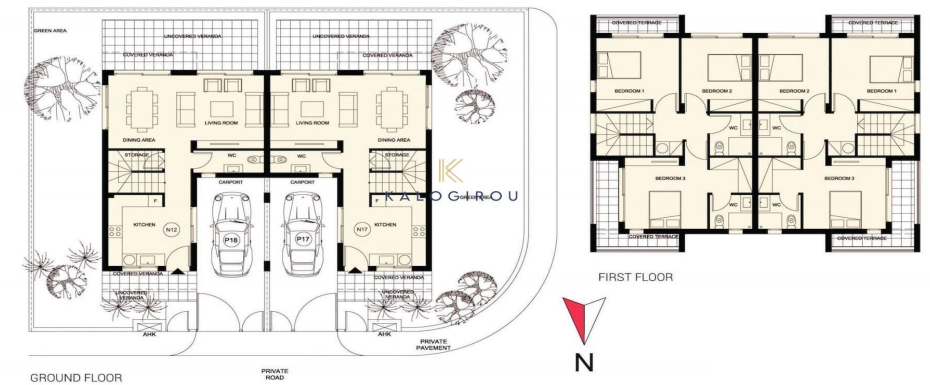 GREEN AREA
UNCOVERED VERANDA
UNCOVERED VERANDA
COVERED VERANDA
COVERED VERANDA
DINING AREA
LIVING ROOM
LIVING ROOM
DINING AREA
STORAGE
WC
WC
STORAGE
CARPORT
CARPORT
K
KALOGIROU
GREEN AREA
F
F
KITCHEN
N12
P18
P17
N17
KITCHEN
COVERED VERANDA
COVERED VERANDA
UNCOVERED
VERANDA
UNCOVERED
VERANDA
AHK
AHK
PRIVATE
PAVEMENT
PRIVATE
ROAD
GROUND FLOOR
COVERED TERRACE
COVERED TERRACE
BEDROOM 1
BEDROOM 2
BEDROOM 2
BEDROOM 1
WC
WC
BEDROOM 3
BEDROOM 3
WC
WC
COVERED TERRACE
COVERED TERRACE
FIRST FLOOR
N